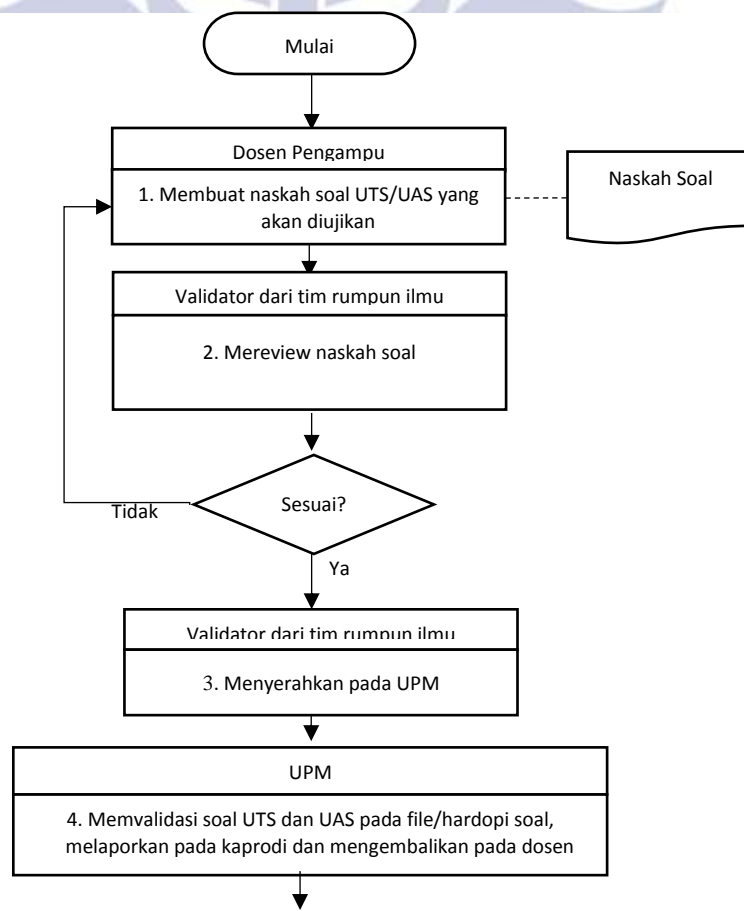 Mulai
Dosen Pengampu
1. Membuat naskah soal UTS/UAS yang
akan diujikan
Naskah Soal
Validator dari tim rumpun ilmu
2. Mereview naskah soal
Sesuai?
Tidak
Ya
Validator dari tim rumpun ilmu
3. Menyerahkan pada UPM
UPM
4. Memvalidasi soal UTS dan UAS pada file/hardopi soal,
melaporkan pada kaprodi dan mengembalikan pada dosen